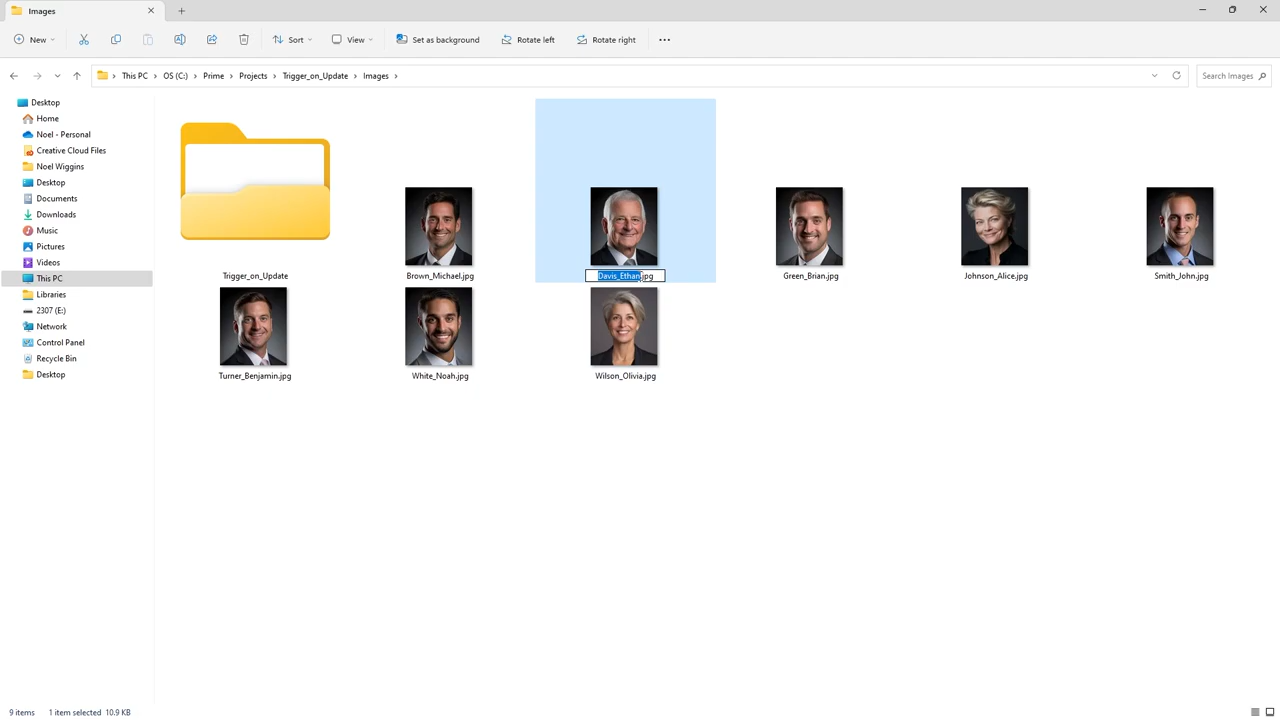 Images
New
Sort
View
Set as background
Rotate left
Rotate right
This PC
OS (C:)
Prime
Projects
Trigger_on_Update
Images
Search Images
Desktop
Home
Noel - Personal
Creative Cloud Files
Noel Wiggins
Desktop
Documents
Downloads
Music
Pictures
Videos
This PC
Libraries
2307 (E:)
Network
Control Panel
Recycle Bin
Desktop
Trigger_on_Update
Brown_Michael.jpg
Davis_Ethan.jpg
Green_Brian.jpg
Johnson_Alice.jpg
Smith_John.jpg
Turner_Benjamin.jpg
White_Noah.jpg
Wilson_Olivia.jpg
9 items
1 item selected 10.9 KB